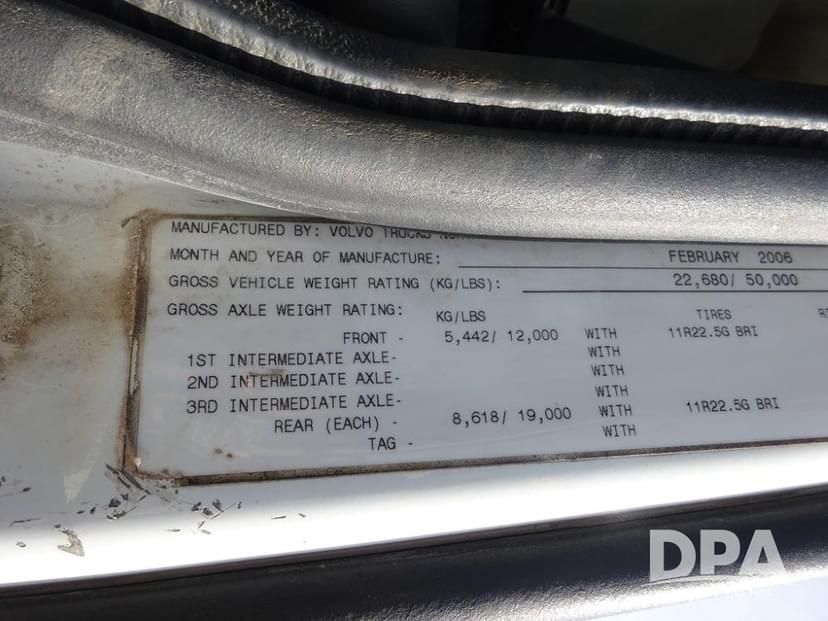 MANUFACTURED BY: VOLVO TRUCKS
MONTH AND YEAR OF MANUFACTURE: FEBRUARY 2006
GROSS VEHICLE WEIGHT RATING (KG/LBS): 22,680/ 50,000
GROSS AXLE WEIGHT RATING: KG/LBS TIRES
FRONT - 5,442/ 12,000 WITH 11R22.5G BRI
1ST INTERMEDIATE AXLE- WITH
2ND INTERMEDIATE AXLE- WITH
3RD INTERMEDIATE AXLE- WITH
REAR (EACH) - 8,618/ 19,000 WITH 11R22.5G BRI
TAG - WITH
DPA